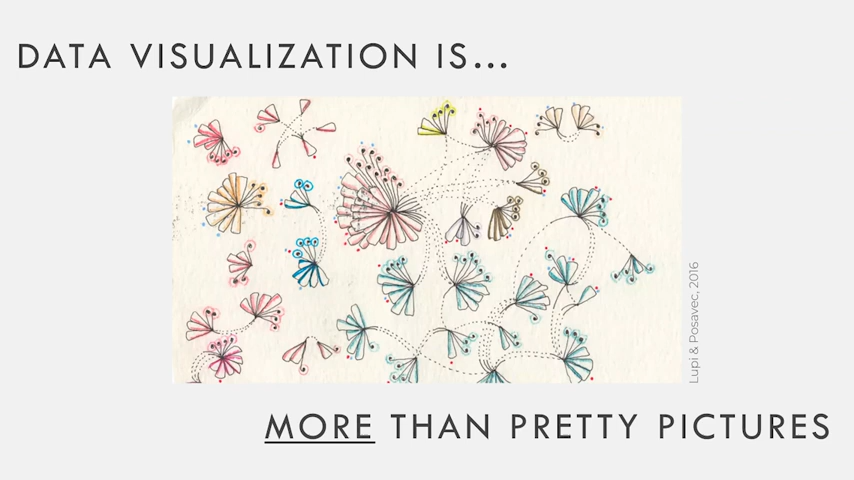 DATA VISUALIZATION IS...
Lupi & Posavec, 2016
MORE THAN PRETTY PICTURES